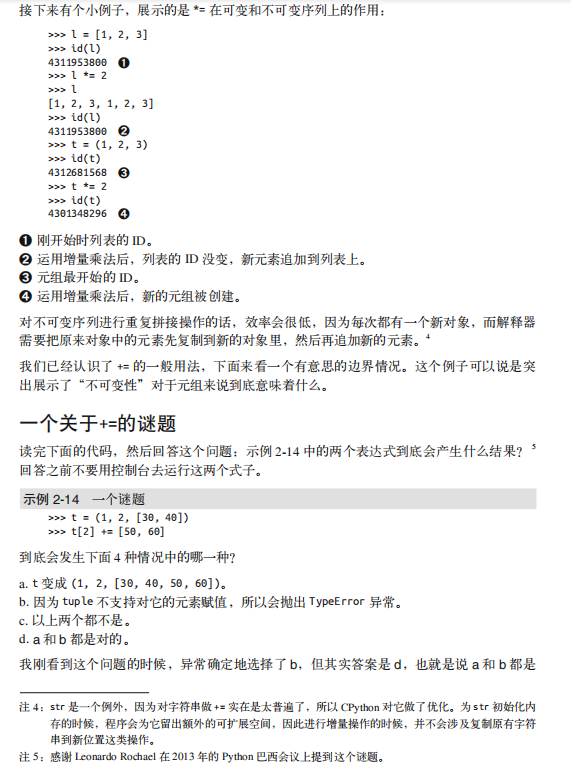 接下来有个小例子，展示的是 *= 在可变和不可变序列上的作用：
>>> l = [1, 2, 3]
>>> id(l)
4311953800 ❶
>>> l *= 2
>>> l
[1, 2, 3, 1, 2, 3]
>>> id(l)
4311953800 ❷
>>> t = (1, 2, 3)
>>> id(t)
4312681568 ❸
>>> t *= 2
>>> id(t)
4301348296 ❹
❶ 刚开始时列表的 ID。
❷ 运用增量乘法后，列表的 ID 没变，新元素追加到列表上。
❸ 元组最开始的 ID。
❹ 运用增量乘法后，新的元组被创建。
对不可变序列进行重复拼接操作的话，效率会很低，因为每次都有一个新对象，而解释器
需要把原来对象中的元素先复制到新的对象里，然后再追加新的元素。4
我们已经认识了 += 的一般用法，下面来看一个有意思的边界情况。这个例子可以说是突
出展示了“不可变性”对于元组来说到底意味着什么。
一个关于+=的谜题
读完下面的代码，然后回答这个问题：示例 2-14 中的两个表达式到底会产生什么结果？5
回答之前不要用控制台去运行这两个式子。
示例 2-14 一个谜题
>>> t = (1, 2, [30, 40])
>>> t[2] += [50, 60]
到底会发生下面 4 种情况中的哪一种？
a. t 变成 (1, 2, [30, 40, 50, 60])。
b. 因为 tuple 不支持对它的元素赋值，所以会抛出 TypeError 异常。
c. 以上两个都不是。
d. a 和 b 都是对的。
我刚看到这个问题的时候，异常确定地选择了 b，但其实答案是 d，也就是说 a 和 b 都是
注 4：str 是一个例外，因为对字符串做 += 实在是太普遍了，所以 CPython 对它做了优化。为 str 初始化内
存的时候，程序会为它留出额外的可扩展空间，因此进行增量操作的时候，并不会涉及复制原有字符
串到新位置这类操作。
注 5：感谢 Leonardo Rochael 在 2013 年的 Python 巴西会议上提到这个谜题。